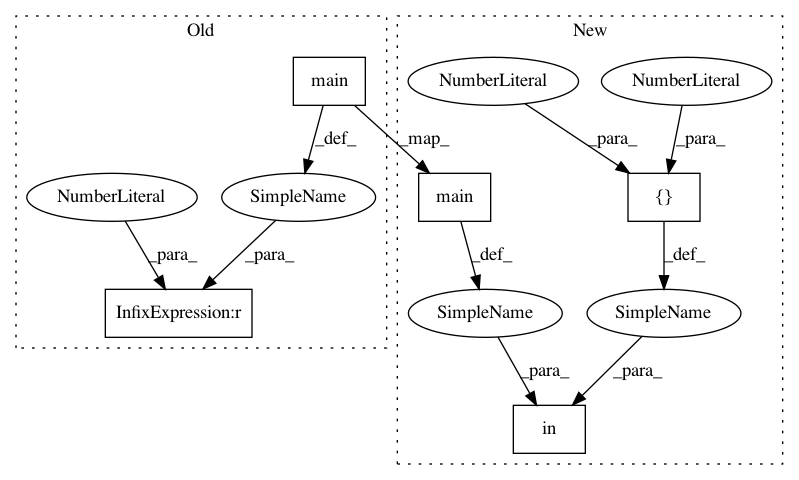 Old
New
main
NumberLiteral
NumberLiteral
_def_
_map_
_para_
_para_
NumberLiteral
SimpleName
main
{}
_para_
_para_
_def_
_def_
InfixExpression:r
SimpleName
SimpleName
_para_
_para_
in